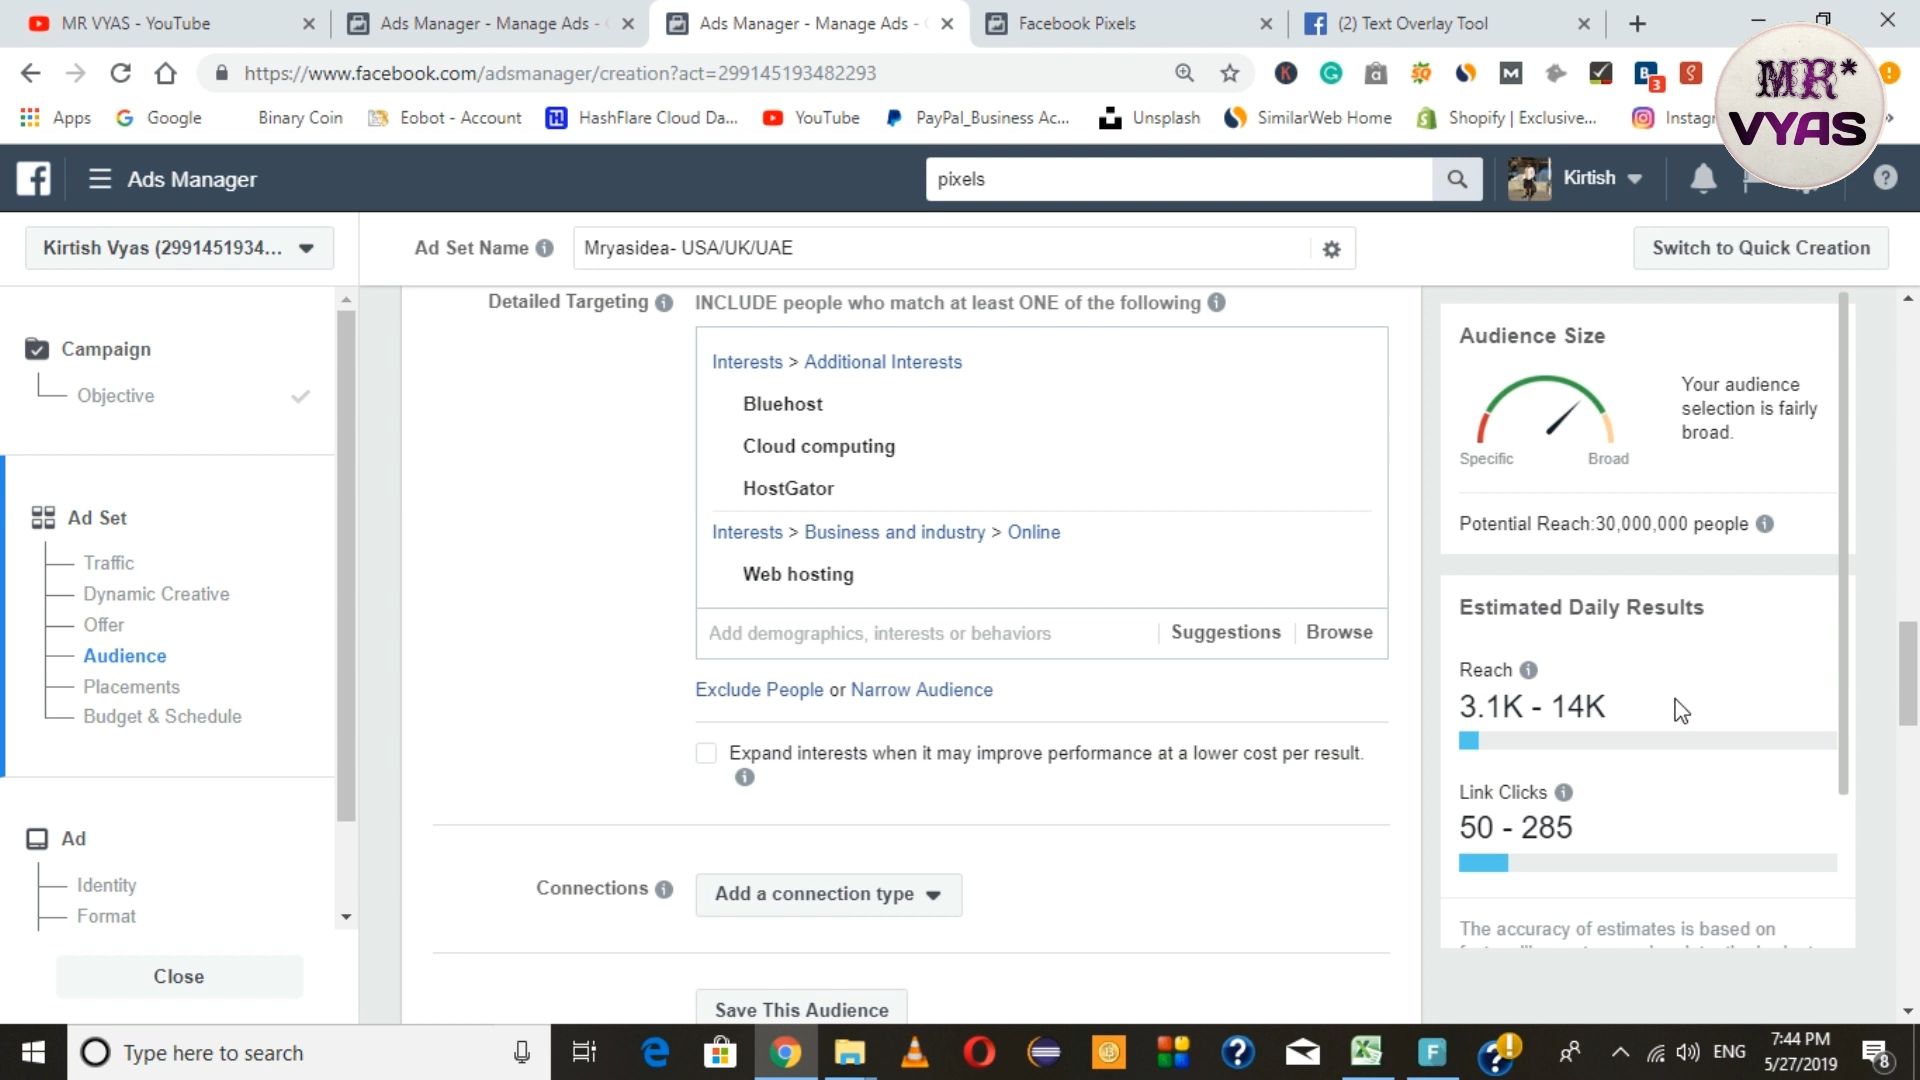 MR VYAS - YouTube
Ads Manager - Manage Ads -
Ads Manager - Manage Ads -
Facebook Pixels
(2) Text Overlay Tool
https://www.facebook.com/adsmanager/creation?act=299145193482293
MR*
VYAS
Apps
Google
Binary Coin
Eobot - Account
HashFlare Cloud Da...
YouTube
PayPal_Business Ac...
Unsplash
SimilarWeb Home
Shopify | Exclusive...
Instagr
Ads Manager
pixels
Kirtish
Kirtish Vyas (2991451934...
Ad Set Name
Mryasidea- USA/UK/UAE
Switch to Quick Creation
Campaign
Objective
Ad Set
Traffic
Dynamic Creative
Offer
Audience
Placements
Budget & Schedule
Ad
Identity
Format
Close
Detailed Targeting
INCLUDE people who match at least ONE of the following
Interests > Additional Interests
Bluehost
Cloud computing
HostGator
Interests > Business and industry > Online
Web hosting
Add demographics, interests or behaviors
Suggestions
Browse
Exclude People or Narrow Audience
Expand interests when it may improve performance at a lower cost per result.
Connections
Add a connection type
Save This Audience
Audience Size
Your audience
selection is fairly
broad.
Specific
Broad
Potential Reach:30,000,000 people
Estimated Daily Results
Reach
3.1K - 14K
Link Clicks
50 - 285
The accuracy of estimates is based on
Type here to search
ENG
7:44 PM
5/27/2019
8